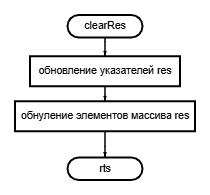 clearRes
обновление указателей res
обнуление элементов массива res
rts